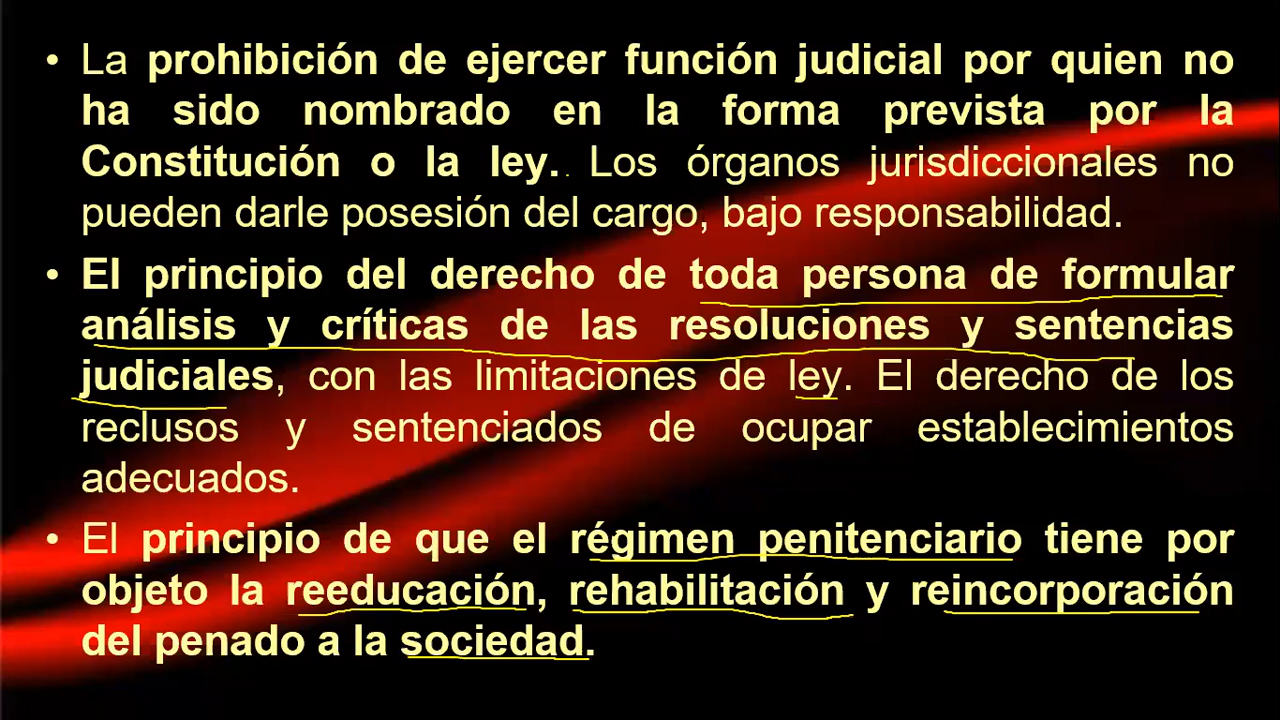 • La prohibición de ejercer función judicial por quien no
ha sido nombrado en la forma prevista por la
Constitución o la ley.. Los órganos jurisdiccionales no
pueden darle posesión del cargo, bajo responsabilidad.
• El principio del derecho de toda persona de formular
análisis y críticas de las resoluciones y sentencias
judiciales, con las limitaciones de ley. El derecho de los
reclusos y sentenciados de ocupar establecimientos
adecuados.
• El principio de que el régimen penitenciario tiene por
objeto la reeducación, rehabilitación y reincorporación
del penado a la sociedad.